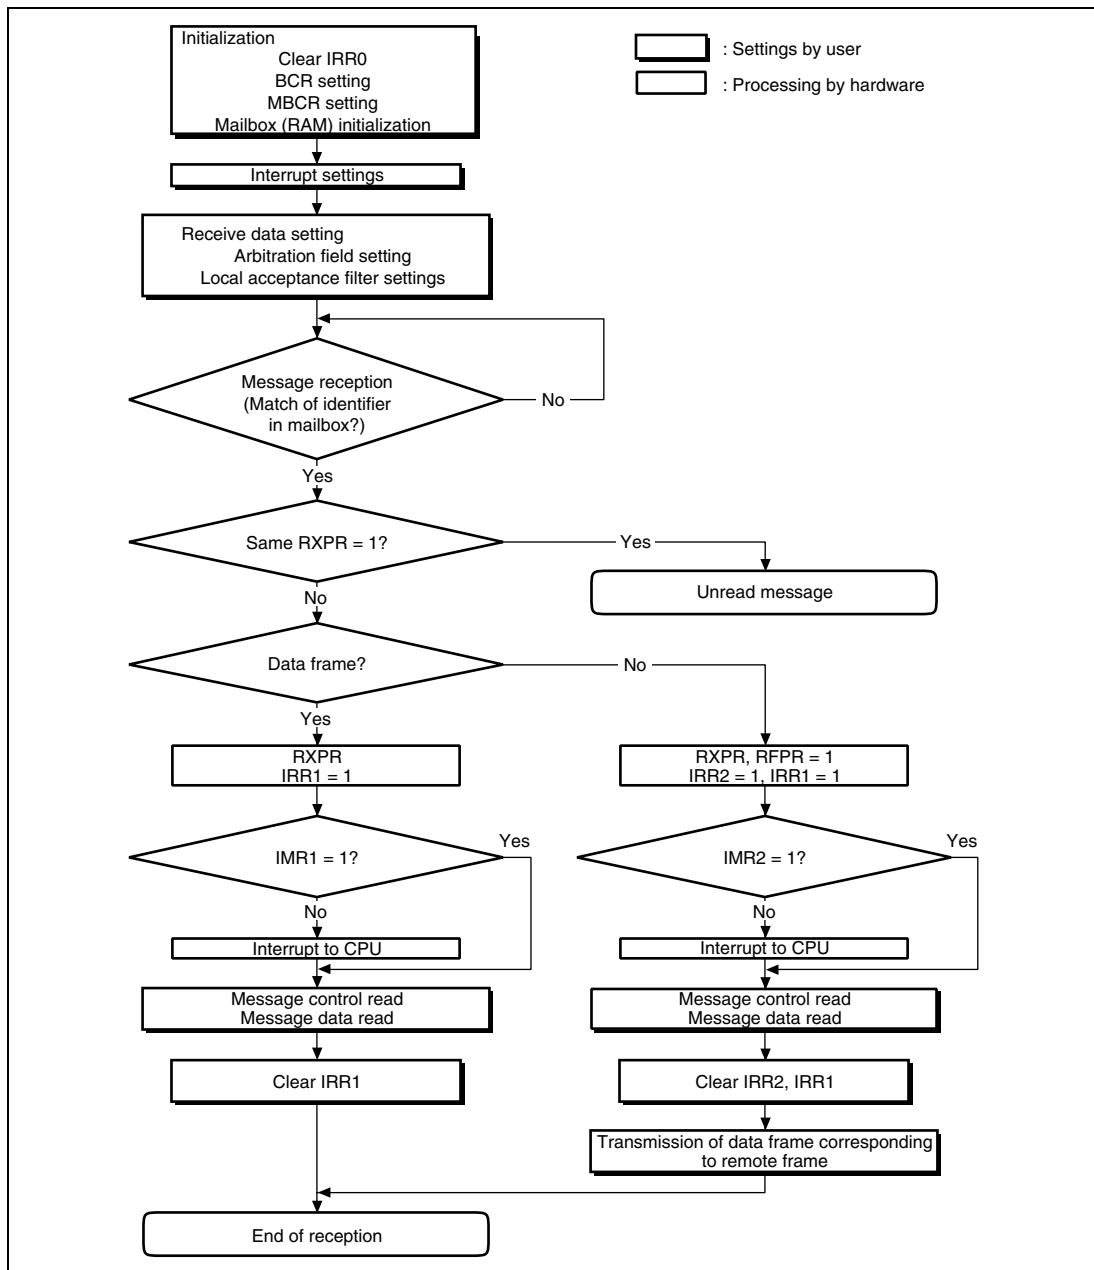 Initialization
Clear IRR0
BCR setting
MBCR setting
Mailbox (RAM) initialization
: Settings by user
: Processing by hardware
Interrupt settings
Receive data setting
Arbitration field setting
Local acceptance filter settings
Message reception
(Match of identifier
in mailbox?)
No
Yes
Same RXPR = 1?
Yes
Unread message
No
Data frame?
No
Yes
RXPR
IRR1 = 1
RXPR, RFPR = 1
IRR2 = 1, IRR1 = 1
IMR1 = 1?
Yes
IMR2 = 1?
Yes
No
No
Interrupt to CPU
Interrupt to CPU
Message control read
Message data read
Message control read
Message data read
Clear IRR1
Clear IRR2, IRR1
Transmission of data frame corresponding
to remote frame
End of reception